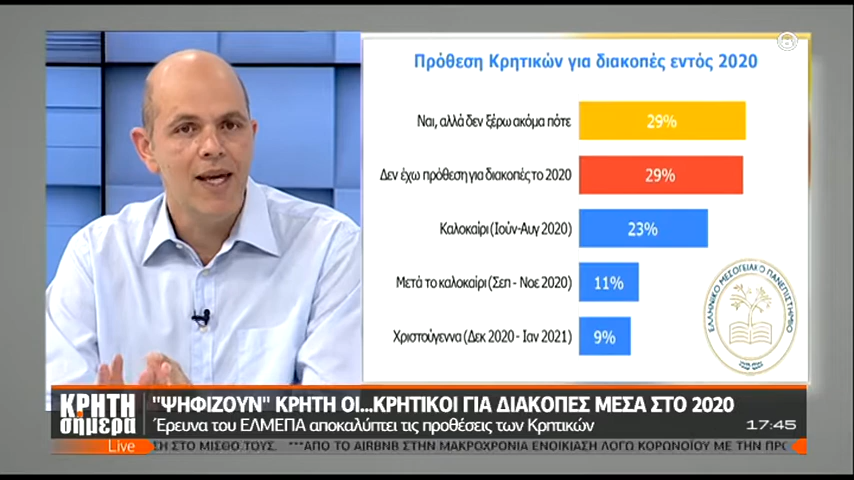 Πρόθεση Κρητικών για διακοπές εντός 2020
Ναι, αλλά δεν ξέρω ακόμα πότε 29%
Δεν έχω πρόθεση για διακοπές το 2020 29%
Καλοκαίρι (Ιούν-Αυγ 2020) 23%
Μετά το καλοκαίρι (Σεπ - Νοε 2020) 11%
Χριστούγεννα (Δεκ 2020 - Ιαν 2021) 9%
ΕΛΛΗΝΙΚΟ ΜΕΣΟΓΕΙΑΚΟ ΠΑΝΕΠΙΣΤΗΜΙΟ
ΚΡΗΤΗ
σήμερα
"ΨΗΦΙΖΟΥΝ" ΚΡΗΤΗ ΟΙ...ΚΡΗΤΙΚΟΙ ΓΙΑ ΔΙΑΚΟΠΕΣ ΜΕΣΑ ΣΤΟ 2020
Έρευνα του ΕΛΜΕΠΑ αποκαλύπτει τις προθέσεις των Κρητικών
17:45
Live
ΣΗ ΣΤΟ ΜΙΣΘΟ ΤΟΥΣ. ***ΑΠΟ ΤΟ AIRBNB ΣΤΗΝ ΜΑΚΡΟΧΡΟΝΙΑ ΕΝΟΙΚΙΑΣΗ ΛΟΓΩ ΚΟΡΩΝΟΪΟΥ ΜΕ ΤΗΝ ΠΡΟ